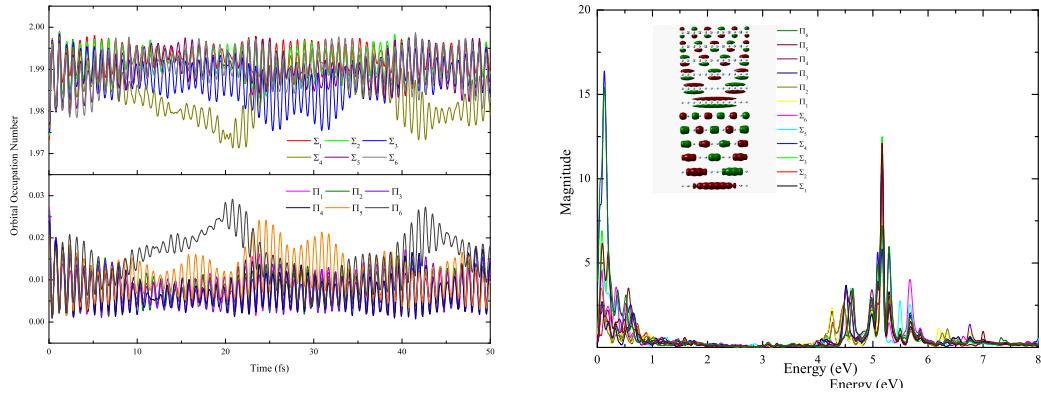 2.00
1.99
1.98
1.97
Σ1 Σ2 Σ3
Σ4 Σ5 Σ6
Orbital Occupation Number
0.03
0.02
0.01
0.00
Π1 Π2 Π3
Π4 Π5 Π6
0 10 20 30 40 50
Time (fs)
20
15
10
5
Magnitude
Π6
Π5
Π4
Π3
Π2
Π1
Σ6
Σ5
Σ4
Σ3
Σ2
Σ1
0 1 2 3 4 5 6 7 8
Energy (eV)
Energy (eV)